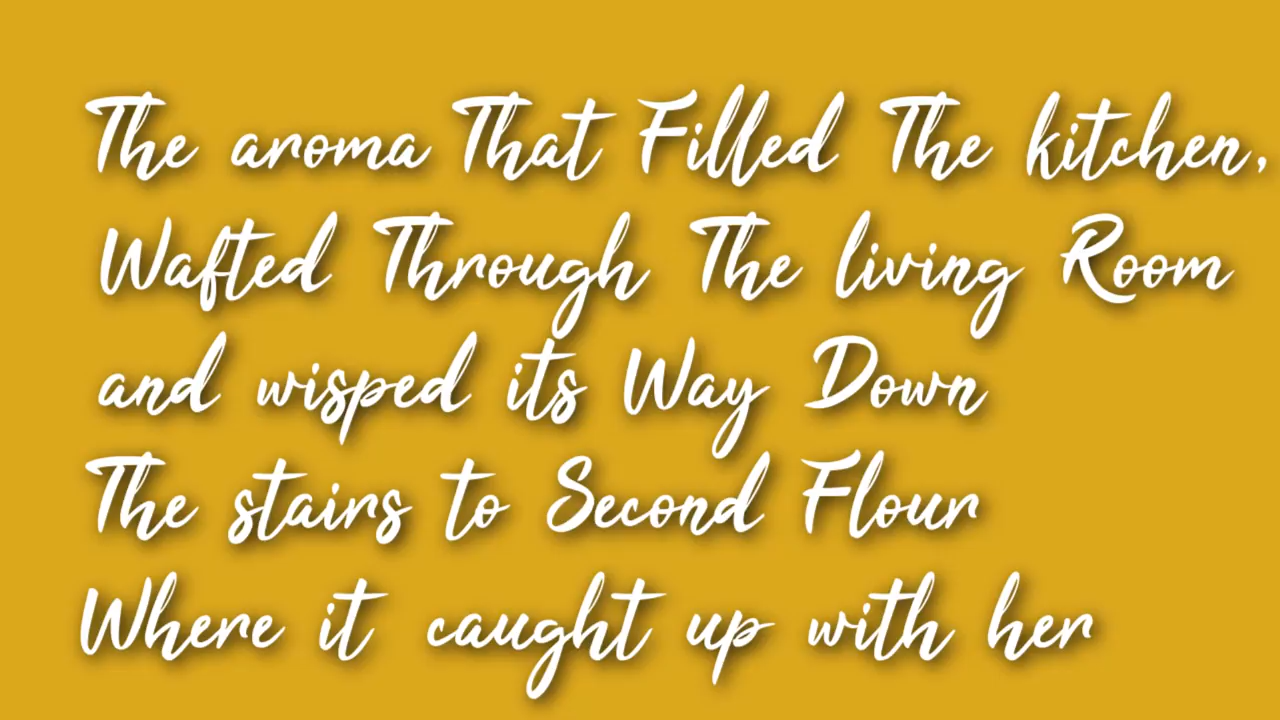 The aroma That Filled The kitchen,
Wafted Through The living Room
and wisped its Way Down
The stairs to Second Flour
Where it caught up with her